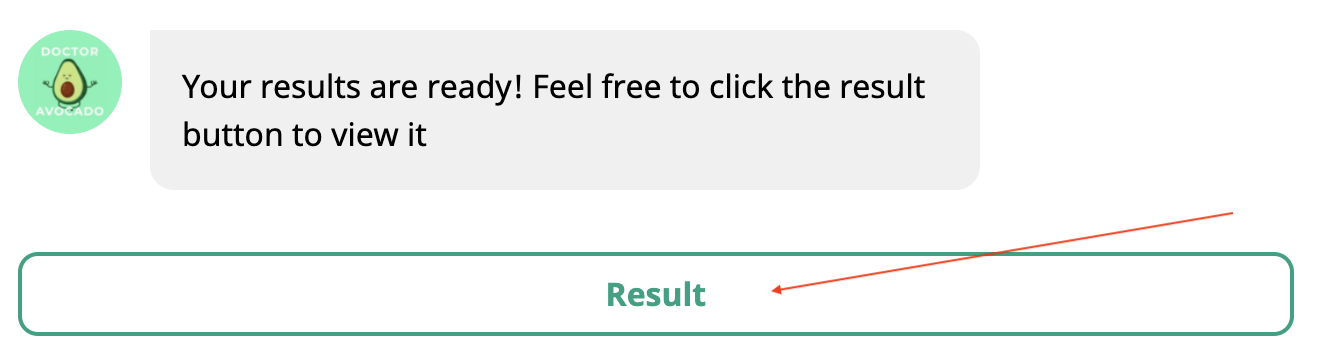 DOCTOR
AVOCADO
Your results are ready! Feel free to click the result
button to view it
Result